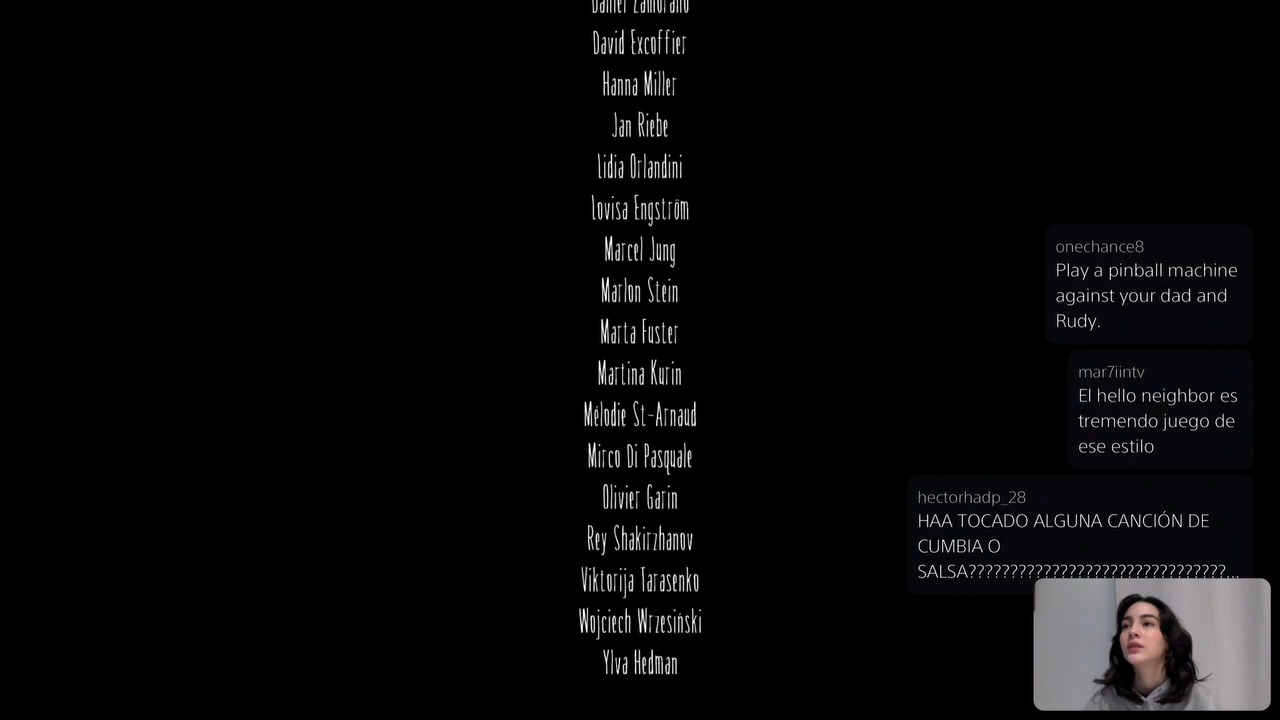 Daniel Zamorano
David Excoffier
Hanna Miller
Jan Riebe
Lidia Orlandini
Lovisa Engström
Marcel Jung
Marlon Stein
Marta Fuster
Martina Kurin
Mélodie St-Arnaud
Mirco Di Pasquale
Olivier Garin
Rey Shakirzhanov
Viktorija Tarasenko
Wojciech Wrzesiński
Ylva Hedman
onechance8
Play a pinball machine
against your dad and
Rudy.
mar7iintv
El hello neighbor es
tremendo juego de
ese estilo
hectorhadp_28
HAA TOCADO ALGUNA CANCIÓN DE
CUMBIA O
SALSA???????????????????????????????...